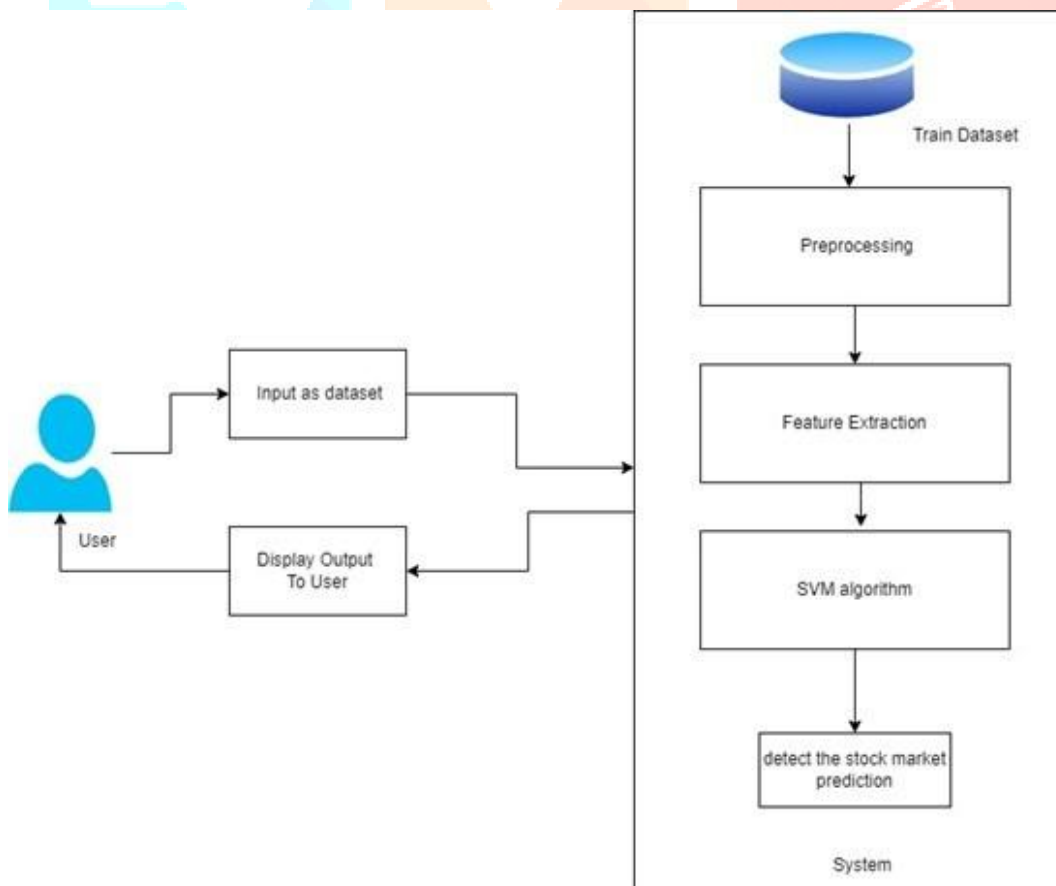 Train Dataset
Preprocessing
Input as dataset
Feature Extraction
User
Display Output
To User
SVM algorithm
detect the stock market
prediction
System